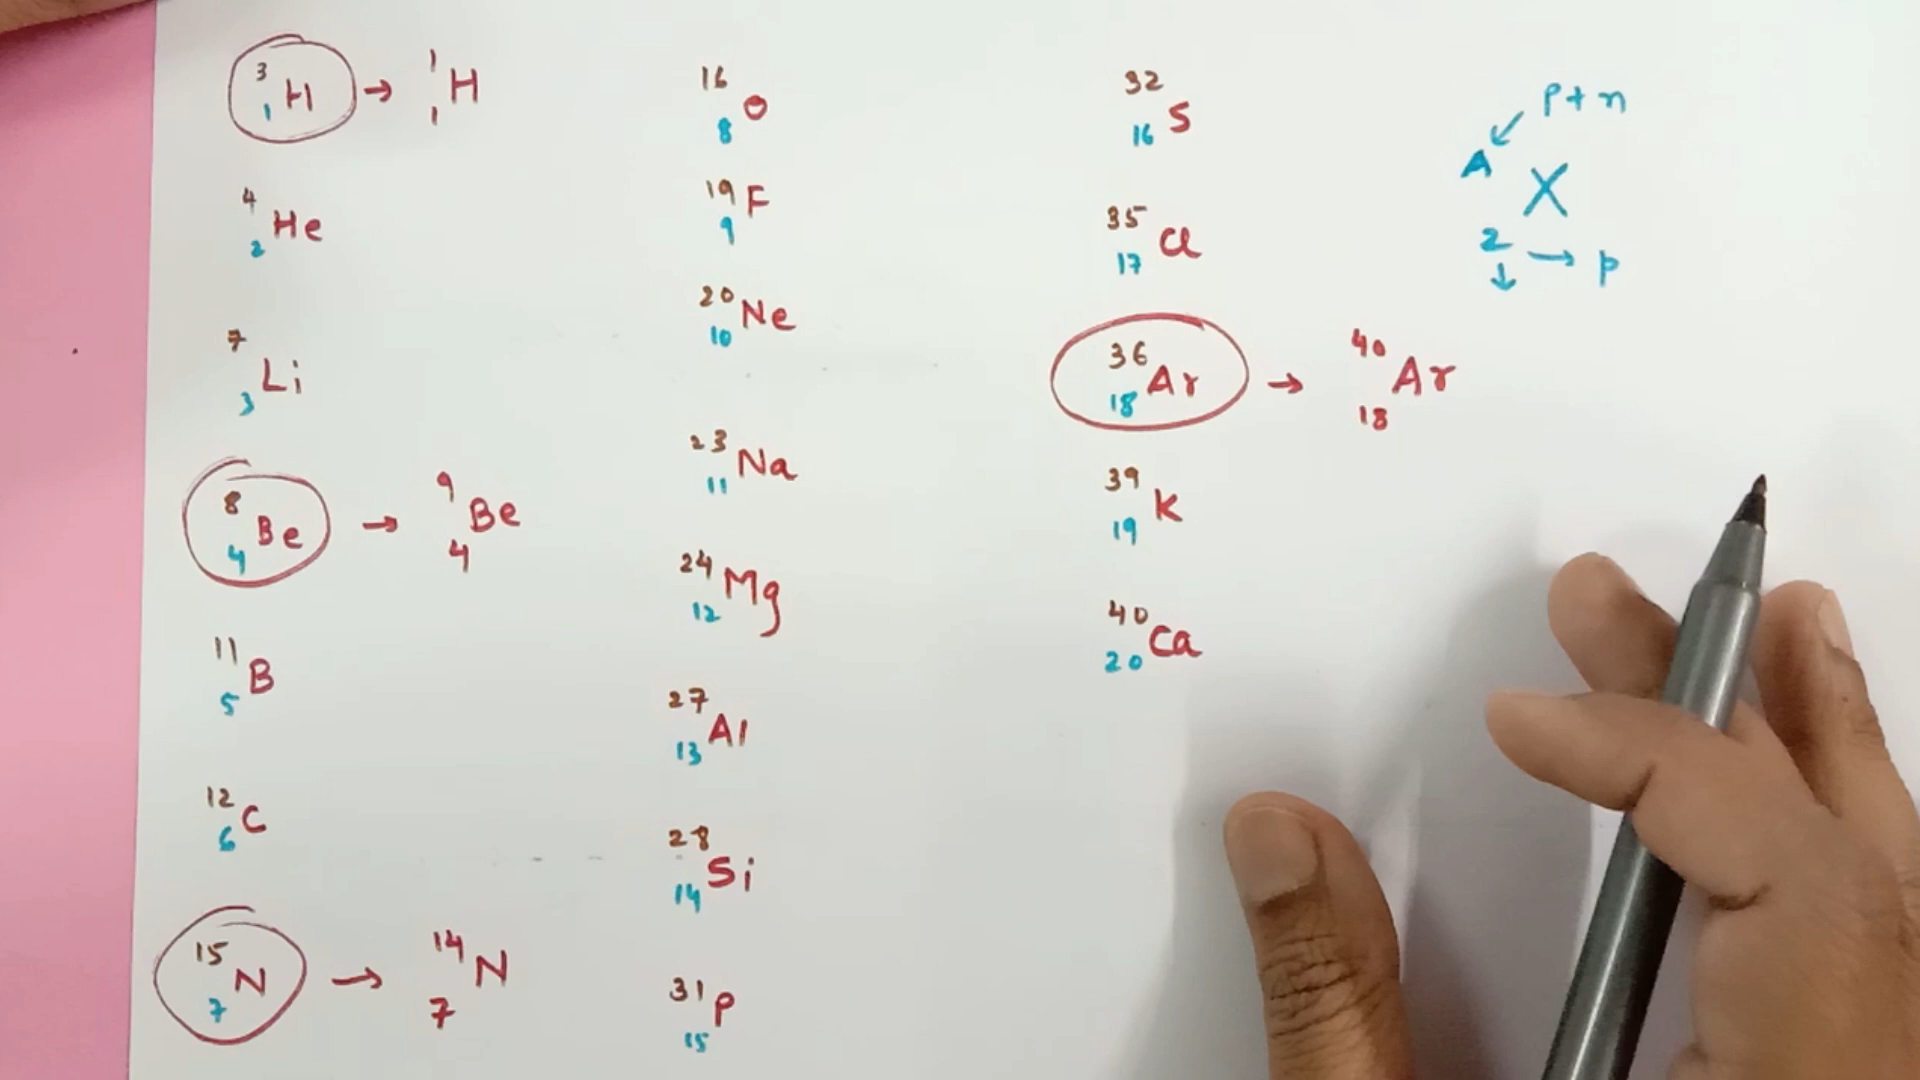 3 1 H → 1 1 H
4 2 He
7 3 Li
8 4 Be → 9 4 Be
11 5 B
12 6 C
15 7 N → 14 7 N
16 8 O
19 9 F
20 10 Ne
23 11 Na
24 12 Mg
27 13 Al
28 14 Si
31 15 P
32 16 S
35 17 Cl
36 18 Ar → 40 18 Ar
39 19 K
40 20 Ca
P + n
↙
A X
Z → p
↓